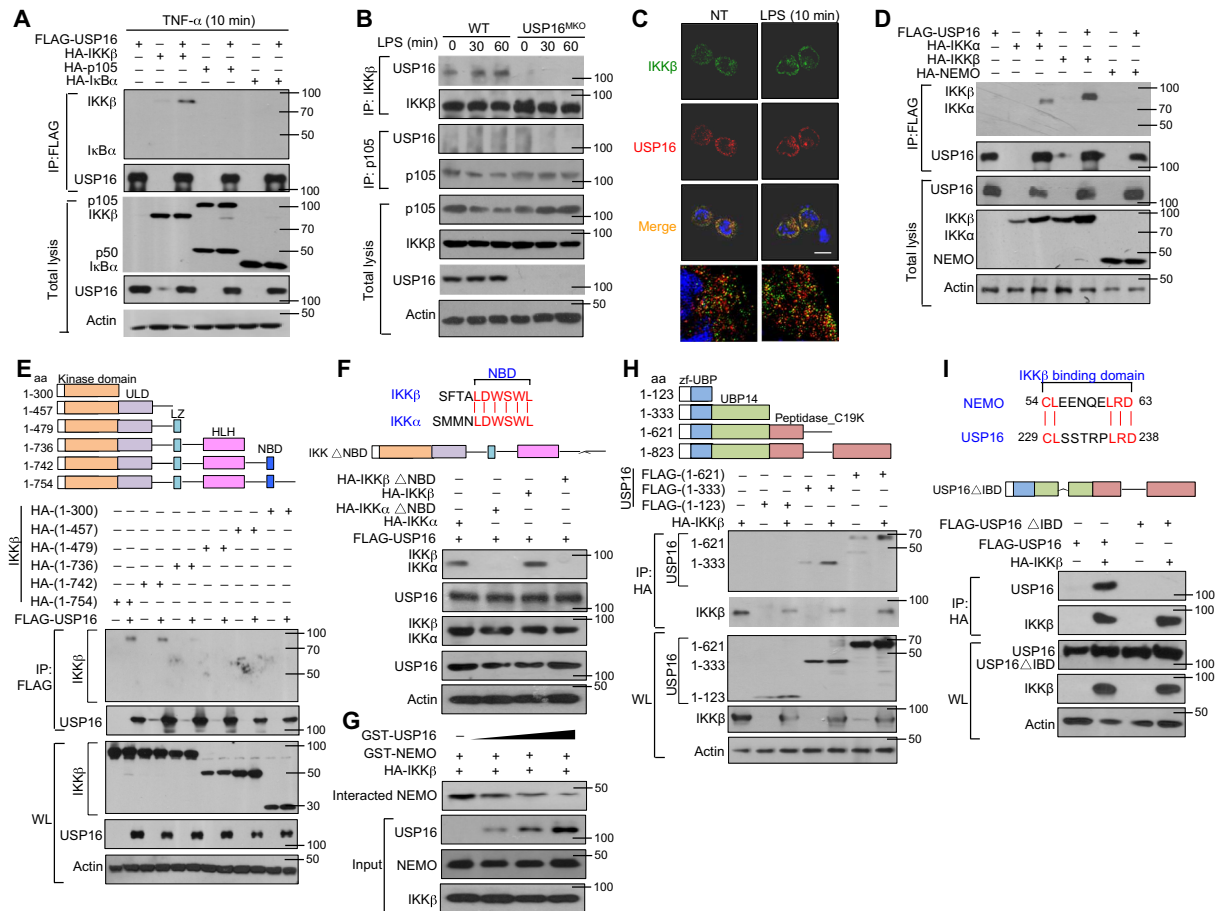 A
TNF-α (10 min)
FLAG-USP16 – + – + – + – +
HA-IKKβ – – + + – – – –
HA-p105 – – – – + + – –
HA-IκBα – – – – – – + +
IP:FLAG
IKKβ
IκBα
100
70
50
USP16
100
Total lysis
p105
IKKβ
p50
IκBα
100
50
USP16
100
Actin
50
B
WT USP16MKO
LPS (min) 0 30 60 0 30 60
IP: IKKβ
USP16
100
IKKβ
100
IP: p105
USP16
100
p105
100
Total lysis
p105
100
IKKβ
100
USP16
100
Actin
50
C
NT LPS (10 min)
IKKβ
USP16
Merge
D
FLAG-USP16
HA-IKKα
HA-IKKβ
HA-NEMO
IP:FLAG
IKKβ
IKKα
100
70
50
USP16
100
Total lysis
USP16
100
IKKβ
IKKα
NEMO
100
70
50
Actin
50
E
aa Kinase domain
1-300
ULD
1-457
LZ
1-479
HLH
1-736
NBD
1-742
1-754
IKKβ
HA-(1-300)
HA-(1-457)
HA-(1-479)
HA-(1-736)
HA-(1-742)
HA-(1-754)
FLAG-USP16 – + – + – + – + – + – +
IP:
FLAG
IKKβ
100
50
30
USP16
100
WL
IKKβ
100
50
30
USP16
100
Actin
50
F
NBD
IKKβ SFTALDWSWL
IKKα SMMNLDWSWL
IKK △NBD
HA-IKKβ △NBD – – – +
HA-IKKβ – – + –
HA-IKKα △NBD – + – –
HA-IKKα + – – –
FLAG-USP16 + + + +
IKKβ
IKKα
100
USP16
100
IKKβ
IKKα
100
USP16
100
Actin
50
G
GST-USP16 –
GST-NEMO + + + +
HA-IKKβ + + + +
Interacted NEMO
50
Input
USP16
100
NEMO
50
IKKβ
100
H
aa zf-UBP
1-123
UBP14
1-333
Peptidase_C19K
1-621
1-823
USP16
FLAG-(1-621) – – – – – + +
FLAG-(1-333) – – – + + – –
FLAG-(1-123) – + + – – – –
HA-IKKβ + – + – + – +
IP:
HA
USP16
1-621
1-333
70
50
IKKβ
100
WL
USP16
1-621
1-333
1-123
70
50
IKKβ
100
Actin
50
I
IKKβ binding domain
NEMO 54 CLEENQELRD 63
USP16 229 CLSSTRPLRD 238
USP16△IBD
FLAG-USP16 △IBD – – + +
FLAG-USP16 + + – –
HA-IKKβ – + – +
IP:
HA
USP16
100
IKKβ
100
WL
USP16
USP16△IBD
100
IKKβ
100
Actin
50